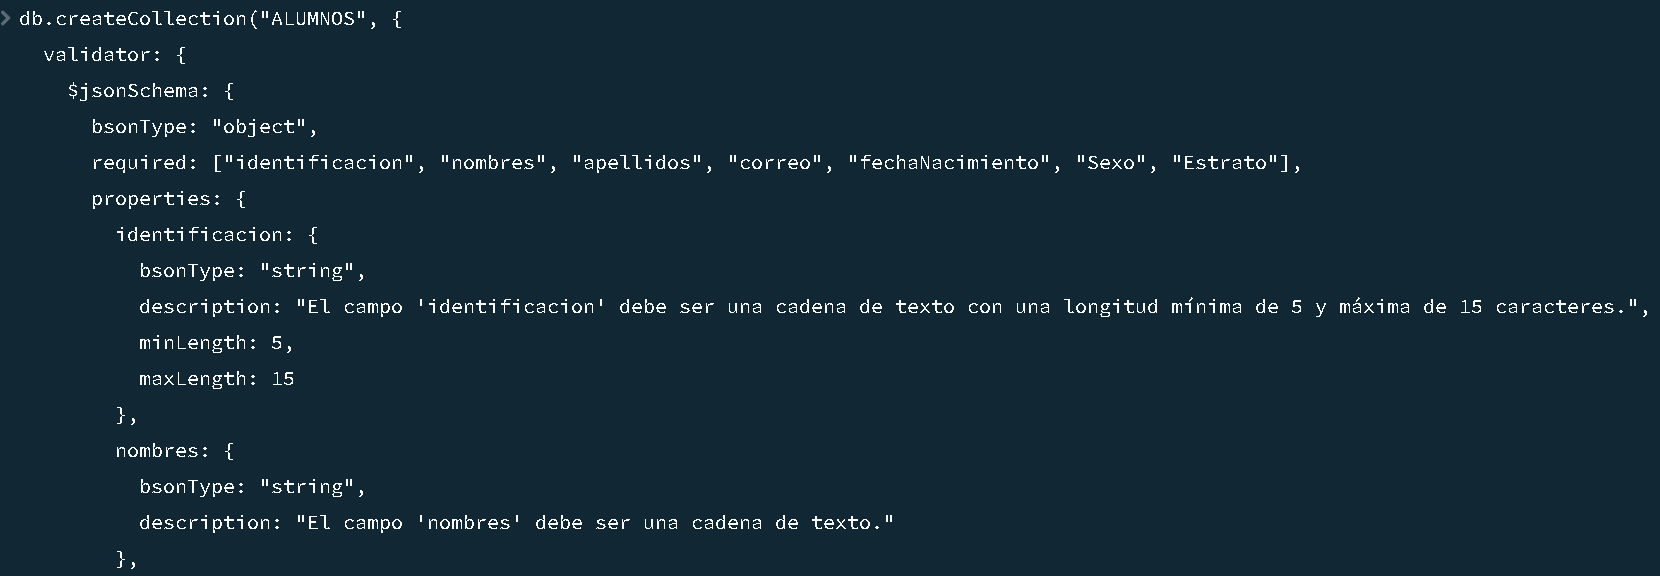 db.createCollection("ALUMNOS", {
validator: {
$jsonSchema: {
bsonType: "object",
required: ["identificacion", "nombres", "apellidos", "correo", "fechaNacimiento", "Sexo", "Estrato"],
properties: {
identificacion: {
bsonType: "string",
description: "El campo 'identificacion' debe ser una cadena de texto con una longitud mínima de 5 y máxima de 15 caracteres.",
minLength: 5,
maxLength: 15
},
nombres: {
bsonType: "string",
description: "El campo 'nombres' debe ser una cadena de texto."
},